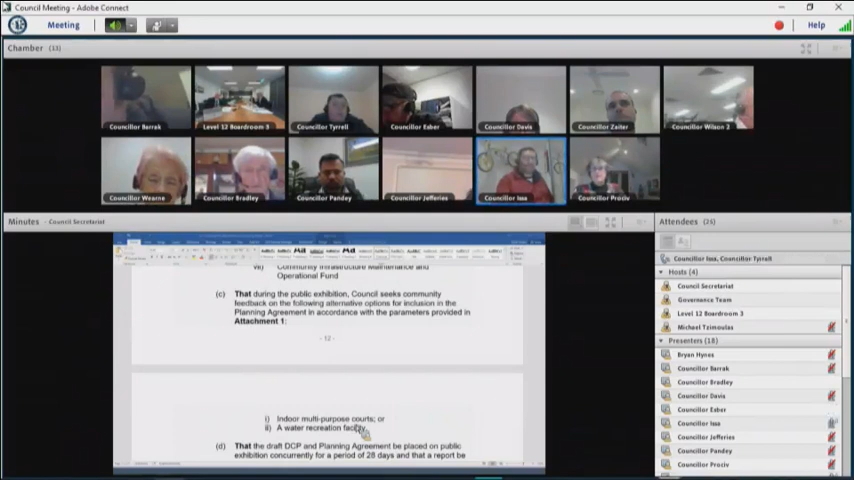 Council Meeting - Adobe Connect
Meeting
Help
Chamber (13)
Councillor Barrak
Level 12 Boardroom 3
Councillor Tyrrell
Councillor Esber
Councillor Davis
Councillor Zaiter
Councillor Wilson 2
Councillor Wearne
Councillor Bradley
Councillor Pandey
Councillor Jefferies
Councillor Issa
Councillor Prociv
Minutes - Council Secretariat
Community Infrastructure Maintenance and
Operational Fund
(c) That during the public exhibition, Council seeks community
feedback on the following alternative options for inclusion in the
Planning Agreement in accordance with the parameters provided in
Attachment 1:
- 12 -
i) Indoor multi-purpose courts; or
ii) A water recreation facility.
(d) That the draft DCP and Planning Agreement be placed on public
exhibition concurrently for a period of 28 days and that a report be
Attendees (25)
Councillor Issa, Councillor Tyrrell
Hosts (4)
Council Secretariat
Governance Team
Level 12 Boardroom 3
Michael Tzimoulas
Presenters (18)
Bryan Hynes
Councillor Barrak
Councillor Bradley
Councillor Davis
Councillor Esber
Councillor Issa
Councillor Jefferies
Councillor Pandey
Councillor Prociv